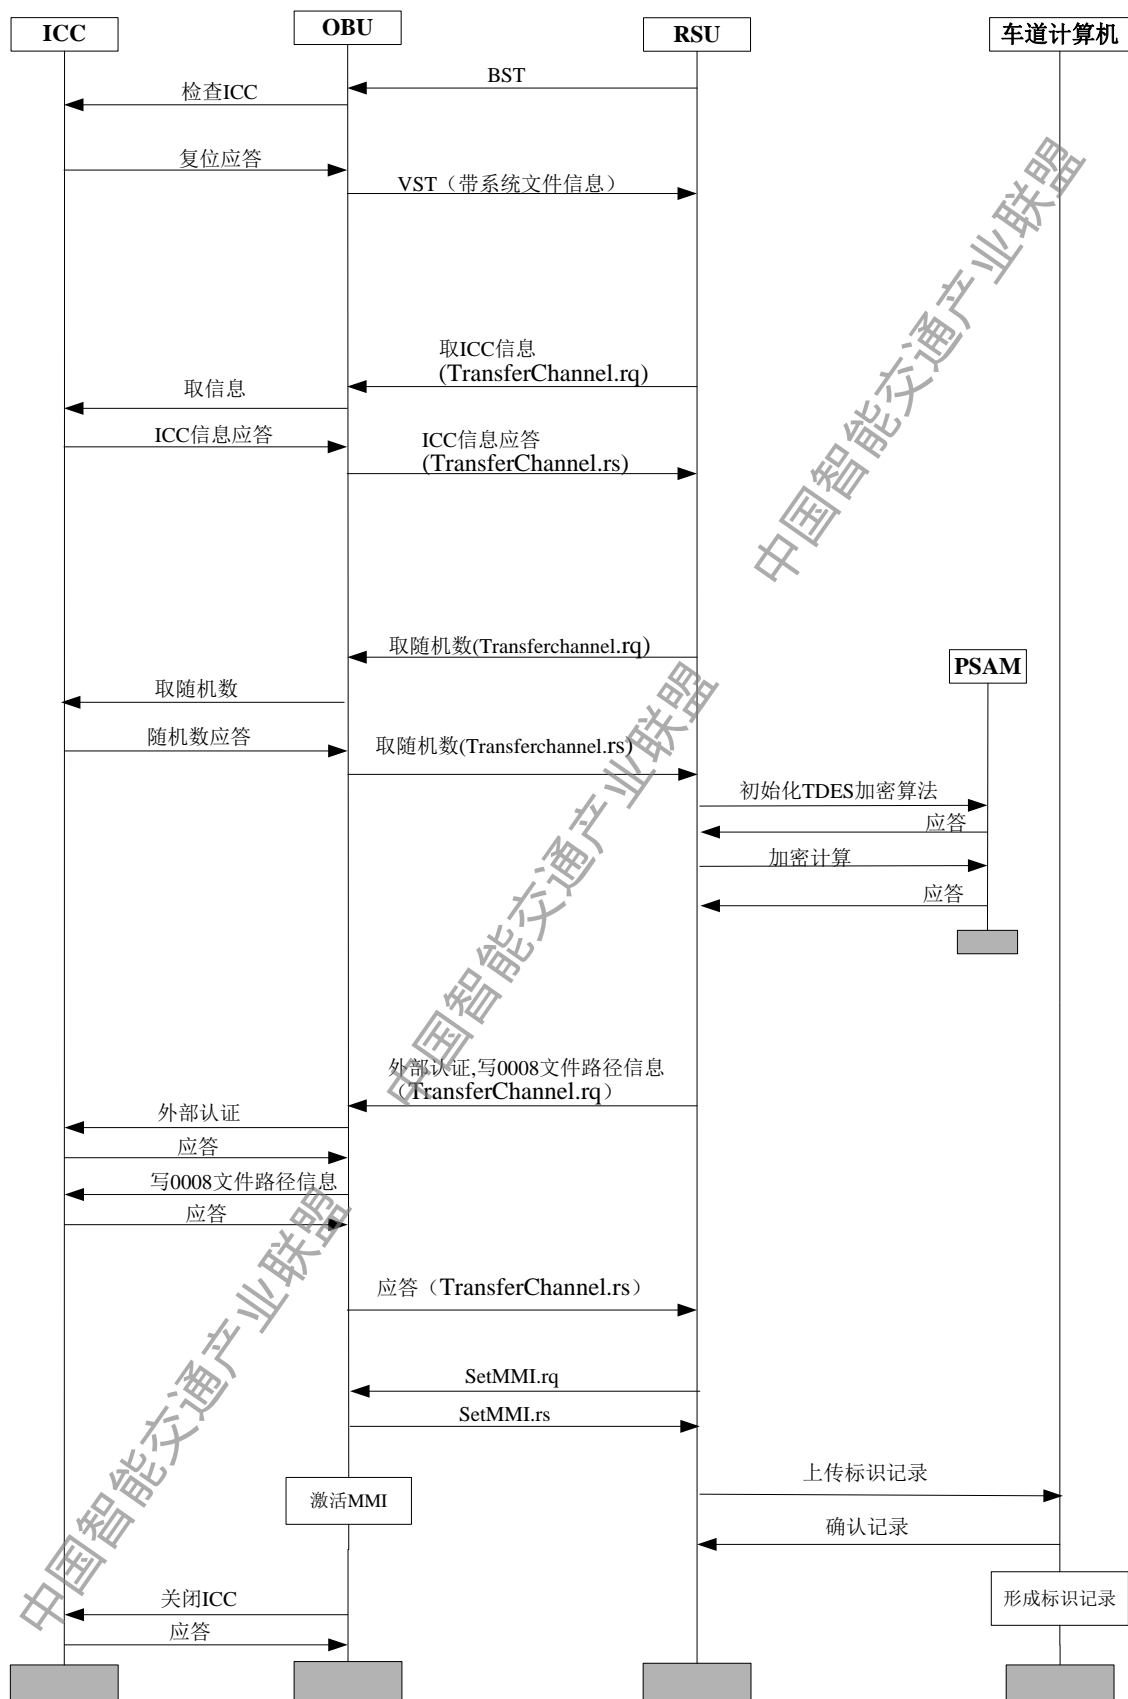 ICC
OBU
RSU
车道计算机
BST
检查ICC
复位应答
VST（带系统文件信息）
取ICC信息
(TransferChannel.rq)
取信息
ICC信息应答
ICC信息应答
(TransferChannel.rs)
取随机数(Transferchannel.rq)
PSAM
取随机数
随机数应答
取随机数(Transferchannel.rs)
初始化TDES加密算法
应答
加密计算
应答
外部认证,写0008文件路径信息
（TransferChannel.rq）
外部认证
应答
写0008文件路径信息
应答
应答（TransferChannel.rs）
SetMMI.rq
SetMMI.rs
上传标识记录
激活MMI
确认记录
关闭ICC
形成标识记录
应答
中国智能交通产业联盟
中国智能交通产业联盟
中国智能交通产业联盟